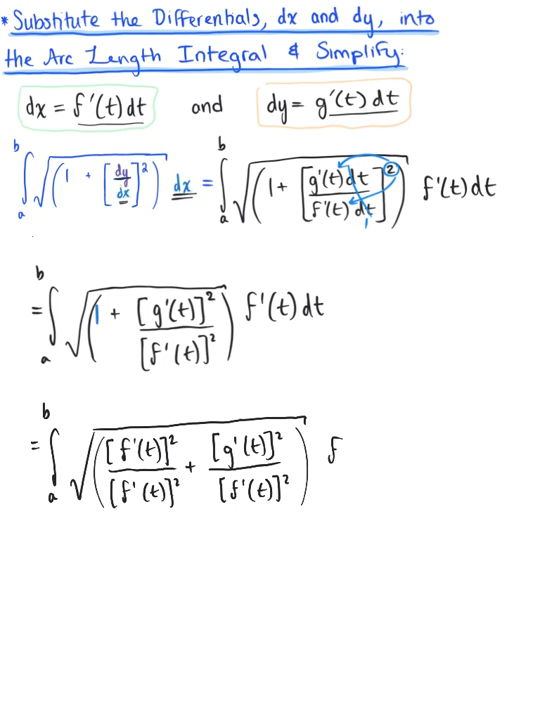 * Substitute the Differentials, dx and dy, into
the Arc Length Integral & Simplify:
dx = f'(t) dt and dy = g'(t) dt
∫_a^b √(1 + [dy/dx]²) dx = ∫_a^b √(1 + [g'(t) dt / f'(t) dt]²) f'(t) dt
= ∫_a^b √(1 + [g'(t)]² / [f'(t)]²) f'(t) dt
= ∫_a^b √([f'(t)]² / [f'(t)]² + [g'(t)]² / [f'(t)]²) f